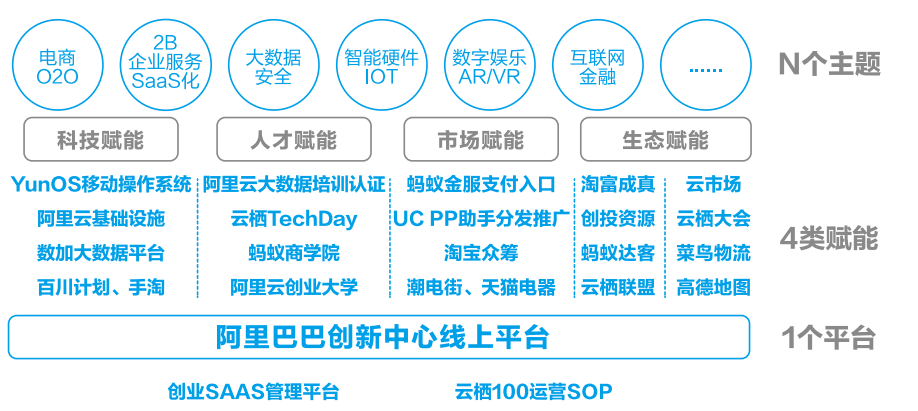 电商
O2O
2B
企业服务
SaaS化
大数据
安全
智能硬件
IOT
数字娱乐
AR/VR
互联网
金融
......
N个主题
科技赋能
人才赋能
市场赋能
生态赋能
YunOS移动操作系统
阿里云大数据培训认证
蚂蚁金服支付入口
淘富成真
云市场
阿里云基础设施
云栖TechDay
UC PP助手分发推广
创投资源
云栖大会
数加大数据平台
蚂蚁商学院
淘宝众筹
蚂蚁达客
菜鸟物流
百川计划、手淘
阿里云创业大学
潮电街、天猫电器
云栖联盟
高德地图
4类赋能
阿里巴巴创新中心线上平台
1个平台
创业SAAS管理平台
云栖100运营SOP